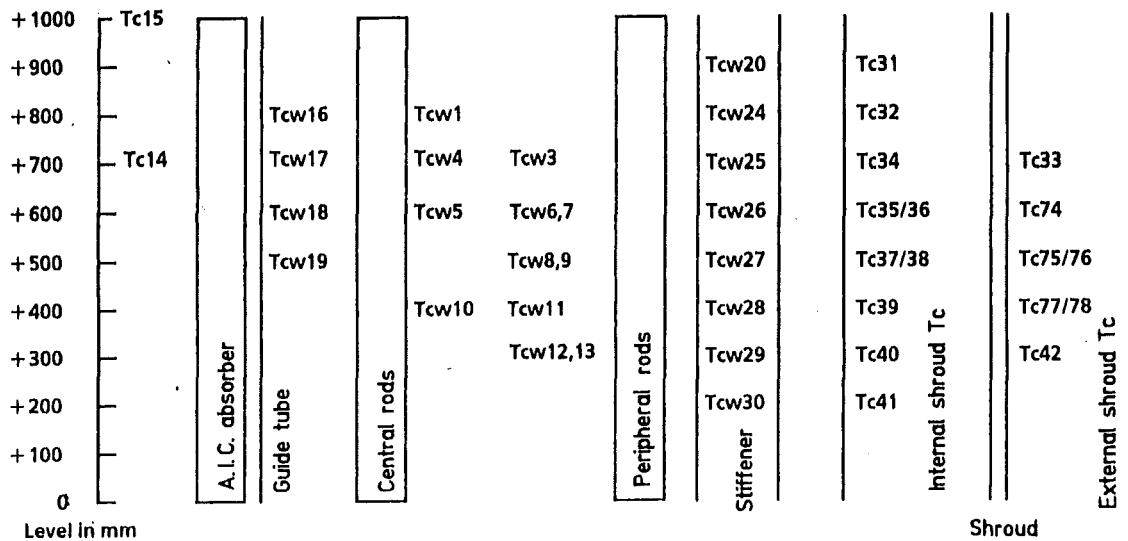 +1000 Tc15
+900 Tcw20 Tc31
+800 Tcw16 Tcw1 Tcw24 Tc32
+700 Tc14 Tcw17 Tcw4 Tcw3 Tcw25 Tc34 Tc33
+600 Tcw18 Tcw5 Tcw6,7 Tcw26 Tc35/36 Tc74
+500 Tcw19 Tcw8,9 Tcw27 Tc37/38 Tc75/76
+400 Tcw10 Tcw11 Tcw28 Tc39 Tc77/78
+300 Tcw12,13 Tcw29 Tc40 Tc42
+200 Tcw30 Tc41
+100
0
Level in mm
A.I.C. absorber
Guide tube
Central rods
Peripheral rods
Stiffener
Internal shroud Tc
Shroud
External shroud Tc